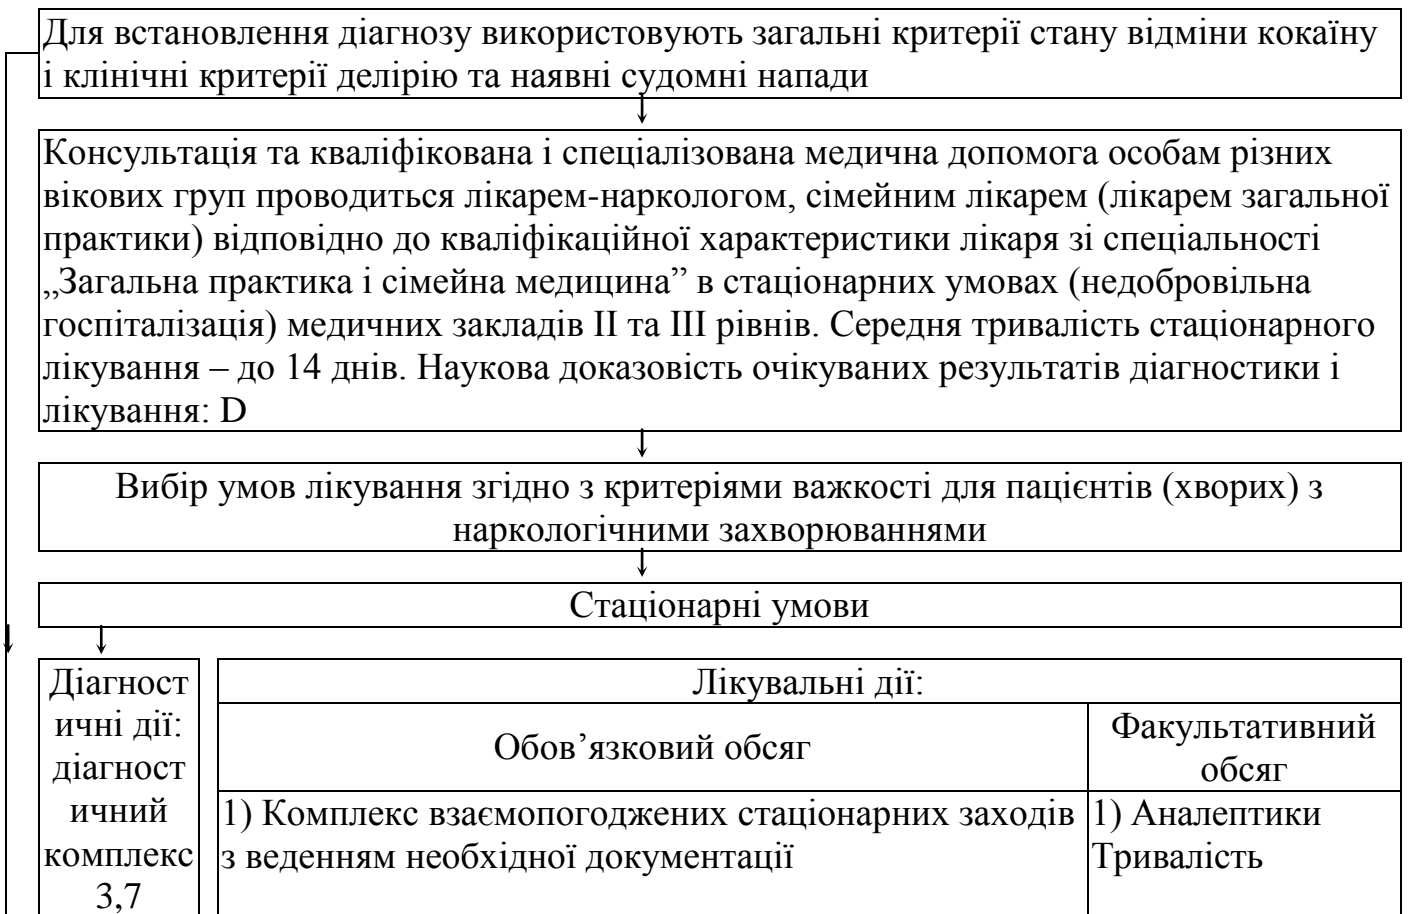 Для встановлення діагнозу використовують загальні критерії стану відміни кокаїну
і клінічні критерії делірію та наявні судомні напади
Консультація та кваліфікована і спеціалізована медична допомога особам різних
вікових груп проводиться лікарем-наркологом, сімейним лікарем (лікарем загальної
практики) відповідно до кваліфікаційної характеристики лікаря зі спеціальності
„Загальна практика і сімейна медицина” в стаціонарних умовах (недобровільна
госпіталізація) медичних закладів II та III рівнів. Середня тривалість стаціонарного
лікування – до 14 днів. Наукова доказовість очікуваних результатів діагностики і
лікування: D
Вибір умов лікування згідно з критеріями важкості для пацієнтів (хворих) з
наркологічними захворюваннями
Стаціонарні умови
Діагност
ичні дії:
діагност
ичний
комплекс
3,7
Лікувальні дії:
Обов’язковий обсяг
Факультативний
обсяг
1) Комплекс взаємопогоджених стаціонарних заходів
з веденням необхідної документації
1) Аналептики
Тривалість